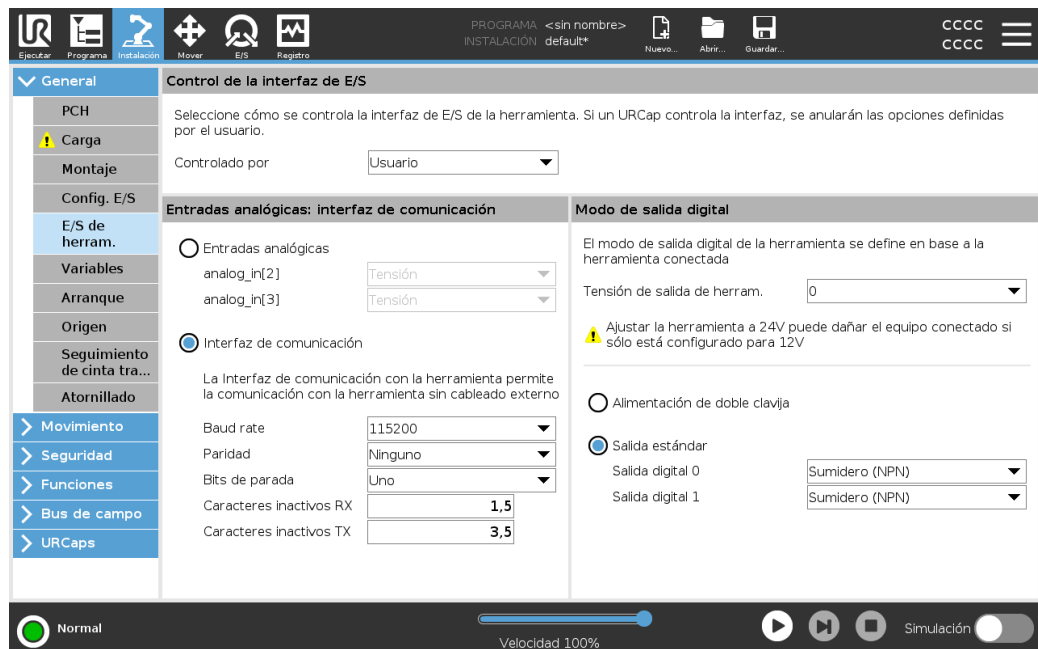 PROGRAMA <sin nombre>
INSTALACIÓN default*
CCCC
CCCC
Ejecutar Programa Instalación Mover E/S Registro Nuevo... Abrir... Guardar...
General
PCH
Carga
Montaje
Config. E/S
E/S de
herram.
Variables
Arranque
Origen
Seguimiento
de cinta tra...
Atornillado
Movimiento
Seguridad
Funciones
Bus de campo
URCaps
Control de la interfaz de E/S
Seleccione cómo se controla la interfaz de E/S de la herramienta. Si un URCap controla la interfaz, se anularán las opciones definidas
por el usuario.
Controlado por Usuario
Entradas analógicas: interfaz de comunicación
Entradas analógicas
analog_in[2] Tensión
analog_in[3] Tensión
Interfaz de comunicación
La Interfaz de comunicación con la herramienta permite
la comunicación con la herramienta sin cableado externo
Baud rate 115200
Paridad Ninguno
Bits de parada Uno
Caracteres inactivos RX 1,5
Caracteres inactivos TX 3,5
Modo de salida digital
El modo de salida digital de la herramienta se define en base a la
herramienta conectada
Tensión de salida de herram. 0
Ajustar la herramienta a 24V puede dañar el equipo conectado si
sólo está configurado para 12V
Alimentación de doble clavija
Salida estándar
Salida digital 0 Sumidero (NPN)
Salida digital 1 Sumidero (NPN)
Normal
Velocidad 100%
Simulación